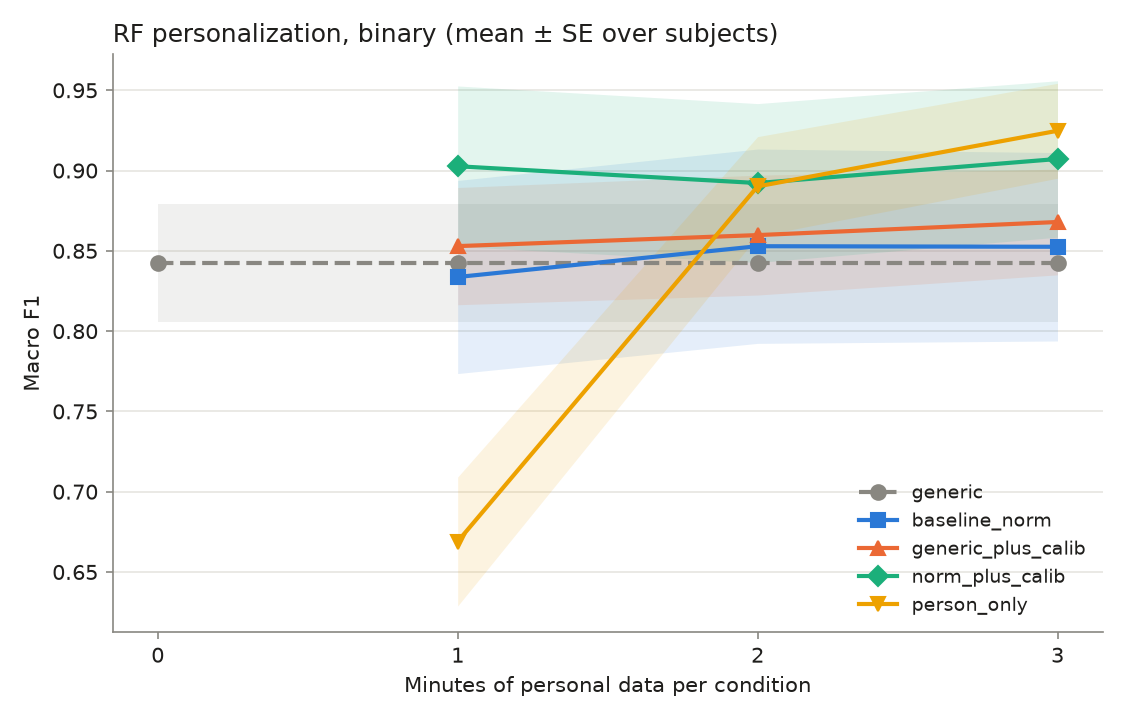 RF personalization, binary (mean ± SE over subjects)
Macro F1
0.95
0.90
0.85
0.80
0.75
0.70
0.65
0 1 2 3
Minutes of personal data per condition
generic
baseline_norm
generic_plus_calib
norm_plus_calib
person_only